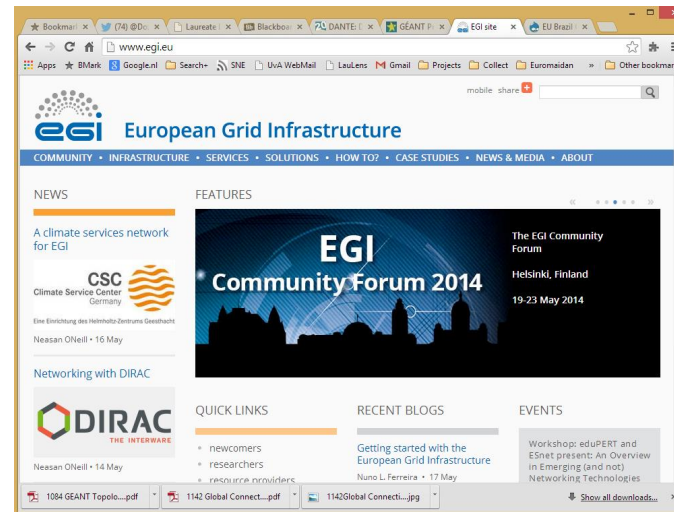 Bookmar
(74) @Do
Laureate
Blackboar
DANTE:
GÉANT P
EGI site
EU Brazil
www.egi.eu
Apps
BMark
Google.nl
Search+
SNE
UvA WebMail
LauLens
Gmail
Projects
Collect
Euromaidan
»
Other bookmar
mobile share
egi European Grid Infrastructure
COMMUNITY • INFRASTRUCTURE • SERVICES • SOLUTIONS • HOW TO? • CASE STUDIES • NEWS & MEDIA • ABOUT
NEWS
A climate services network
for EGI
CSC
Climate Service Center
Germany
Eine Einrichtung des Helmholtz-Zentrums Geesthacht
Neasan ONeill • 16 May
Networking with DIRAC
DIRAC
THE INTERWARE
Neasan ONeill • 14 May
FEATURES
EGI
Community Forum 2014
The EGI Community
Forum
Helsinki, Finland
19-23 May 2014
QUICK LINKS
newcomers
researchers
resource providers
RECENT BLOGS
Getting started with the
European Grid Infrastructure
Nuno L. Ferreira • 17 May
EVENTS
Workshop: eduPERT and
ESnet present: An Overview
in Emerging (and not)
Networking Technologies
1084 GEANT Topolo....pdf
1142 Global Connect....pdf
1142Global Connecti....jpg
Show all downloads...